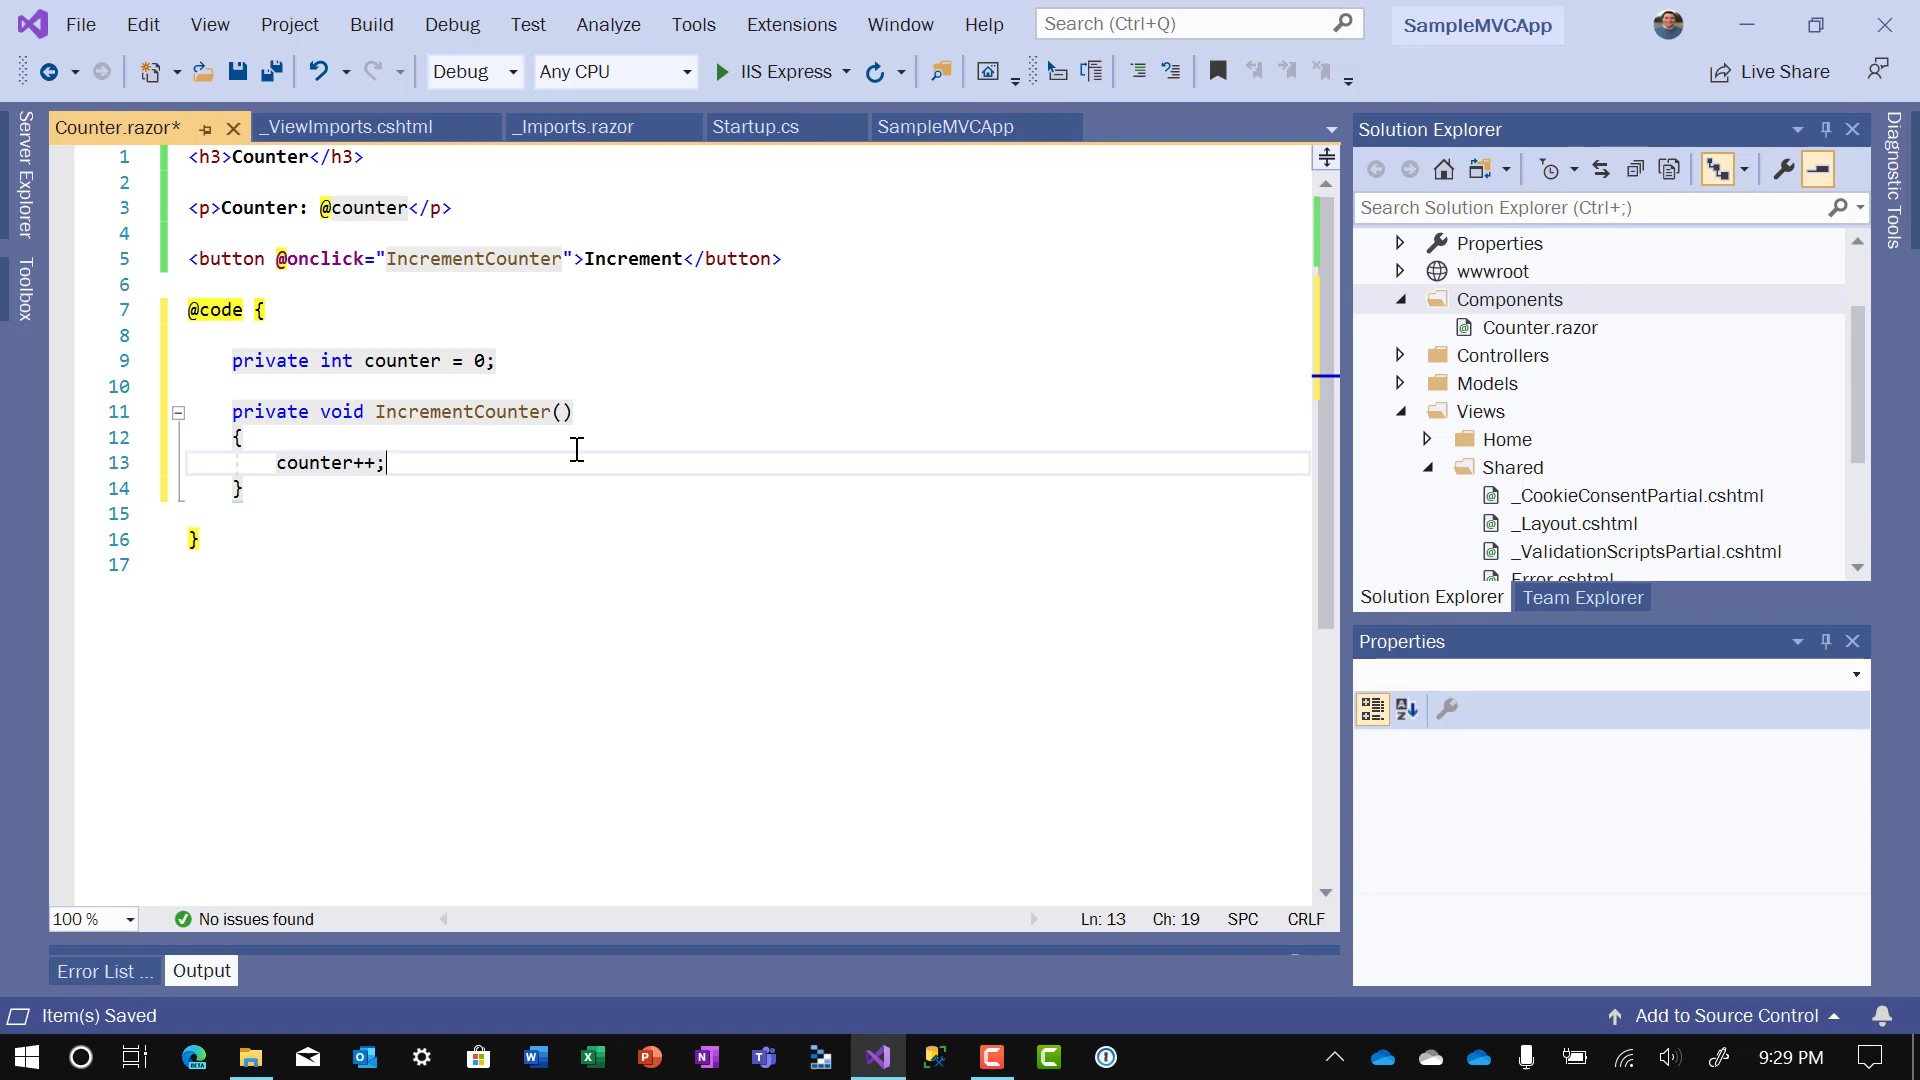 File Edit View Project Build Debug Test Analyze Tools Extensions Window Help Search (Ctrl+Q) SampleMVCApp
Debug Any CPU IIS Express Live Share
Server Explorer
Toolbox
Counter.razor* _ViewImports.cshtml _Imports.razor Startup.cs SampleMVCApp
1 <h3>Counter</h3>
2
3 <p>Counter: @counter</p>
4
5 <button @onclick="IncrementCounter">Increment</button>
6
7 @code {
8
9 private int counter = 0;
10
11 private void IncrementCounter()
12 {
13 counter++;
14 }
15
16 }
17
100 % No issues found Ln: 13 Ch: 19 SPC CRLF
Error List ... Output
Solution Explorer
Search Solution Explorer (Ctrl+;)
Properties
wwwroot
Components
Counter.razor
Controllers
Models
Views
Home
Shared
_CookieConsentPartial.cshtml
_Layout.cshtml
_ValidationScriptsPartial.cshtml
Error.cshtml
Solution Explorer Team Explorer
Properties
Diagnostic Tools
Item(s) Saved Add to Source Control
9:29 PM